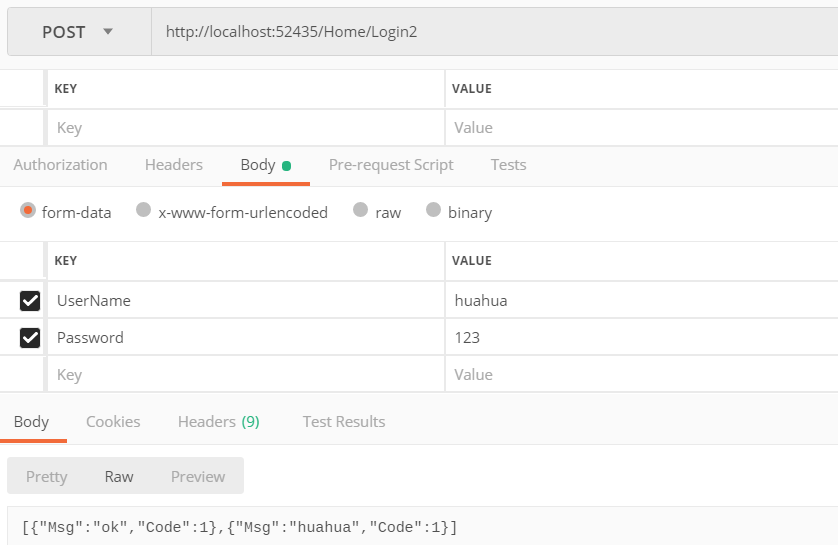 POST http://localhost:52435/Home/Login2
KEY VALUE
Key Value
Authorization Headers Body Pre-request Script Tests
form-data x-www-form-urlencoded raw binary
KEY VALUE
UserName huahua
Password 123
Key Value
Body Cookies Headers (9) Test Results
Pretty Raw Preview
[{"Msg":"ok","Code":1},{"Msg":"huahua","Code":1}]